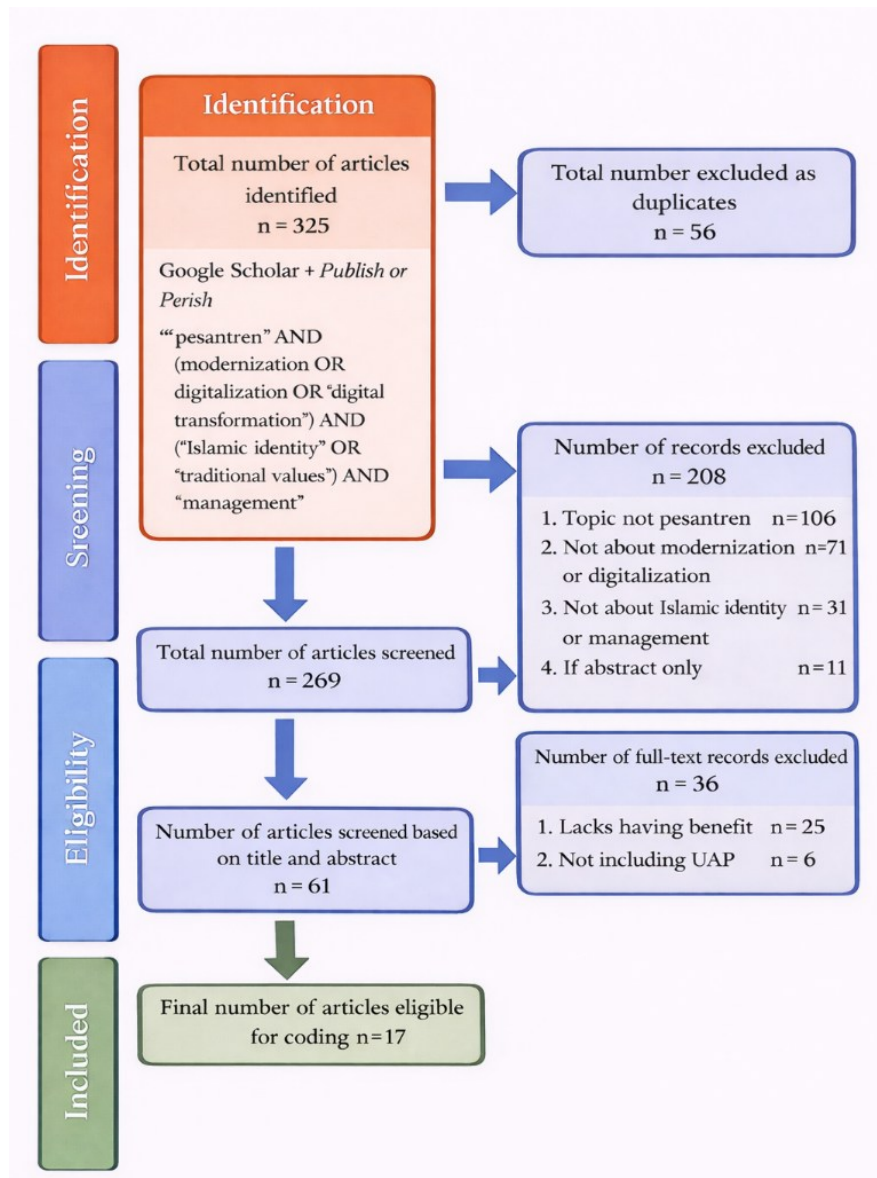 Identification
Identification
Total number of articles
identified
n = 325
Google Scholar + Publish or
Perish
“‘pesantren” AND
(modernization OR
digitalization OR “digital
transformation”) AND
(“Islamic identity” OR
“traditional values”) AND
“management”
Total number excluded as
duplicates
n = 56
Sreening
Number of records excluded
n = 208
1. Topic not pesantren n=106
2. Not about modernization n=71
or digitalization
3. Not about Islamic identity n = 31
or management
4. If abstract only n=11
Total number of articles screened
n = 269
Eligibility
Number of articles screened based
on title and abstract
n = 61
Number of full-text records excluded
n = 36
1. Lacks having benefit n = 25
2. Not including UAP n = 6
Included
Final number of articles eligible
for coding n=17